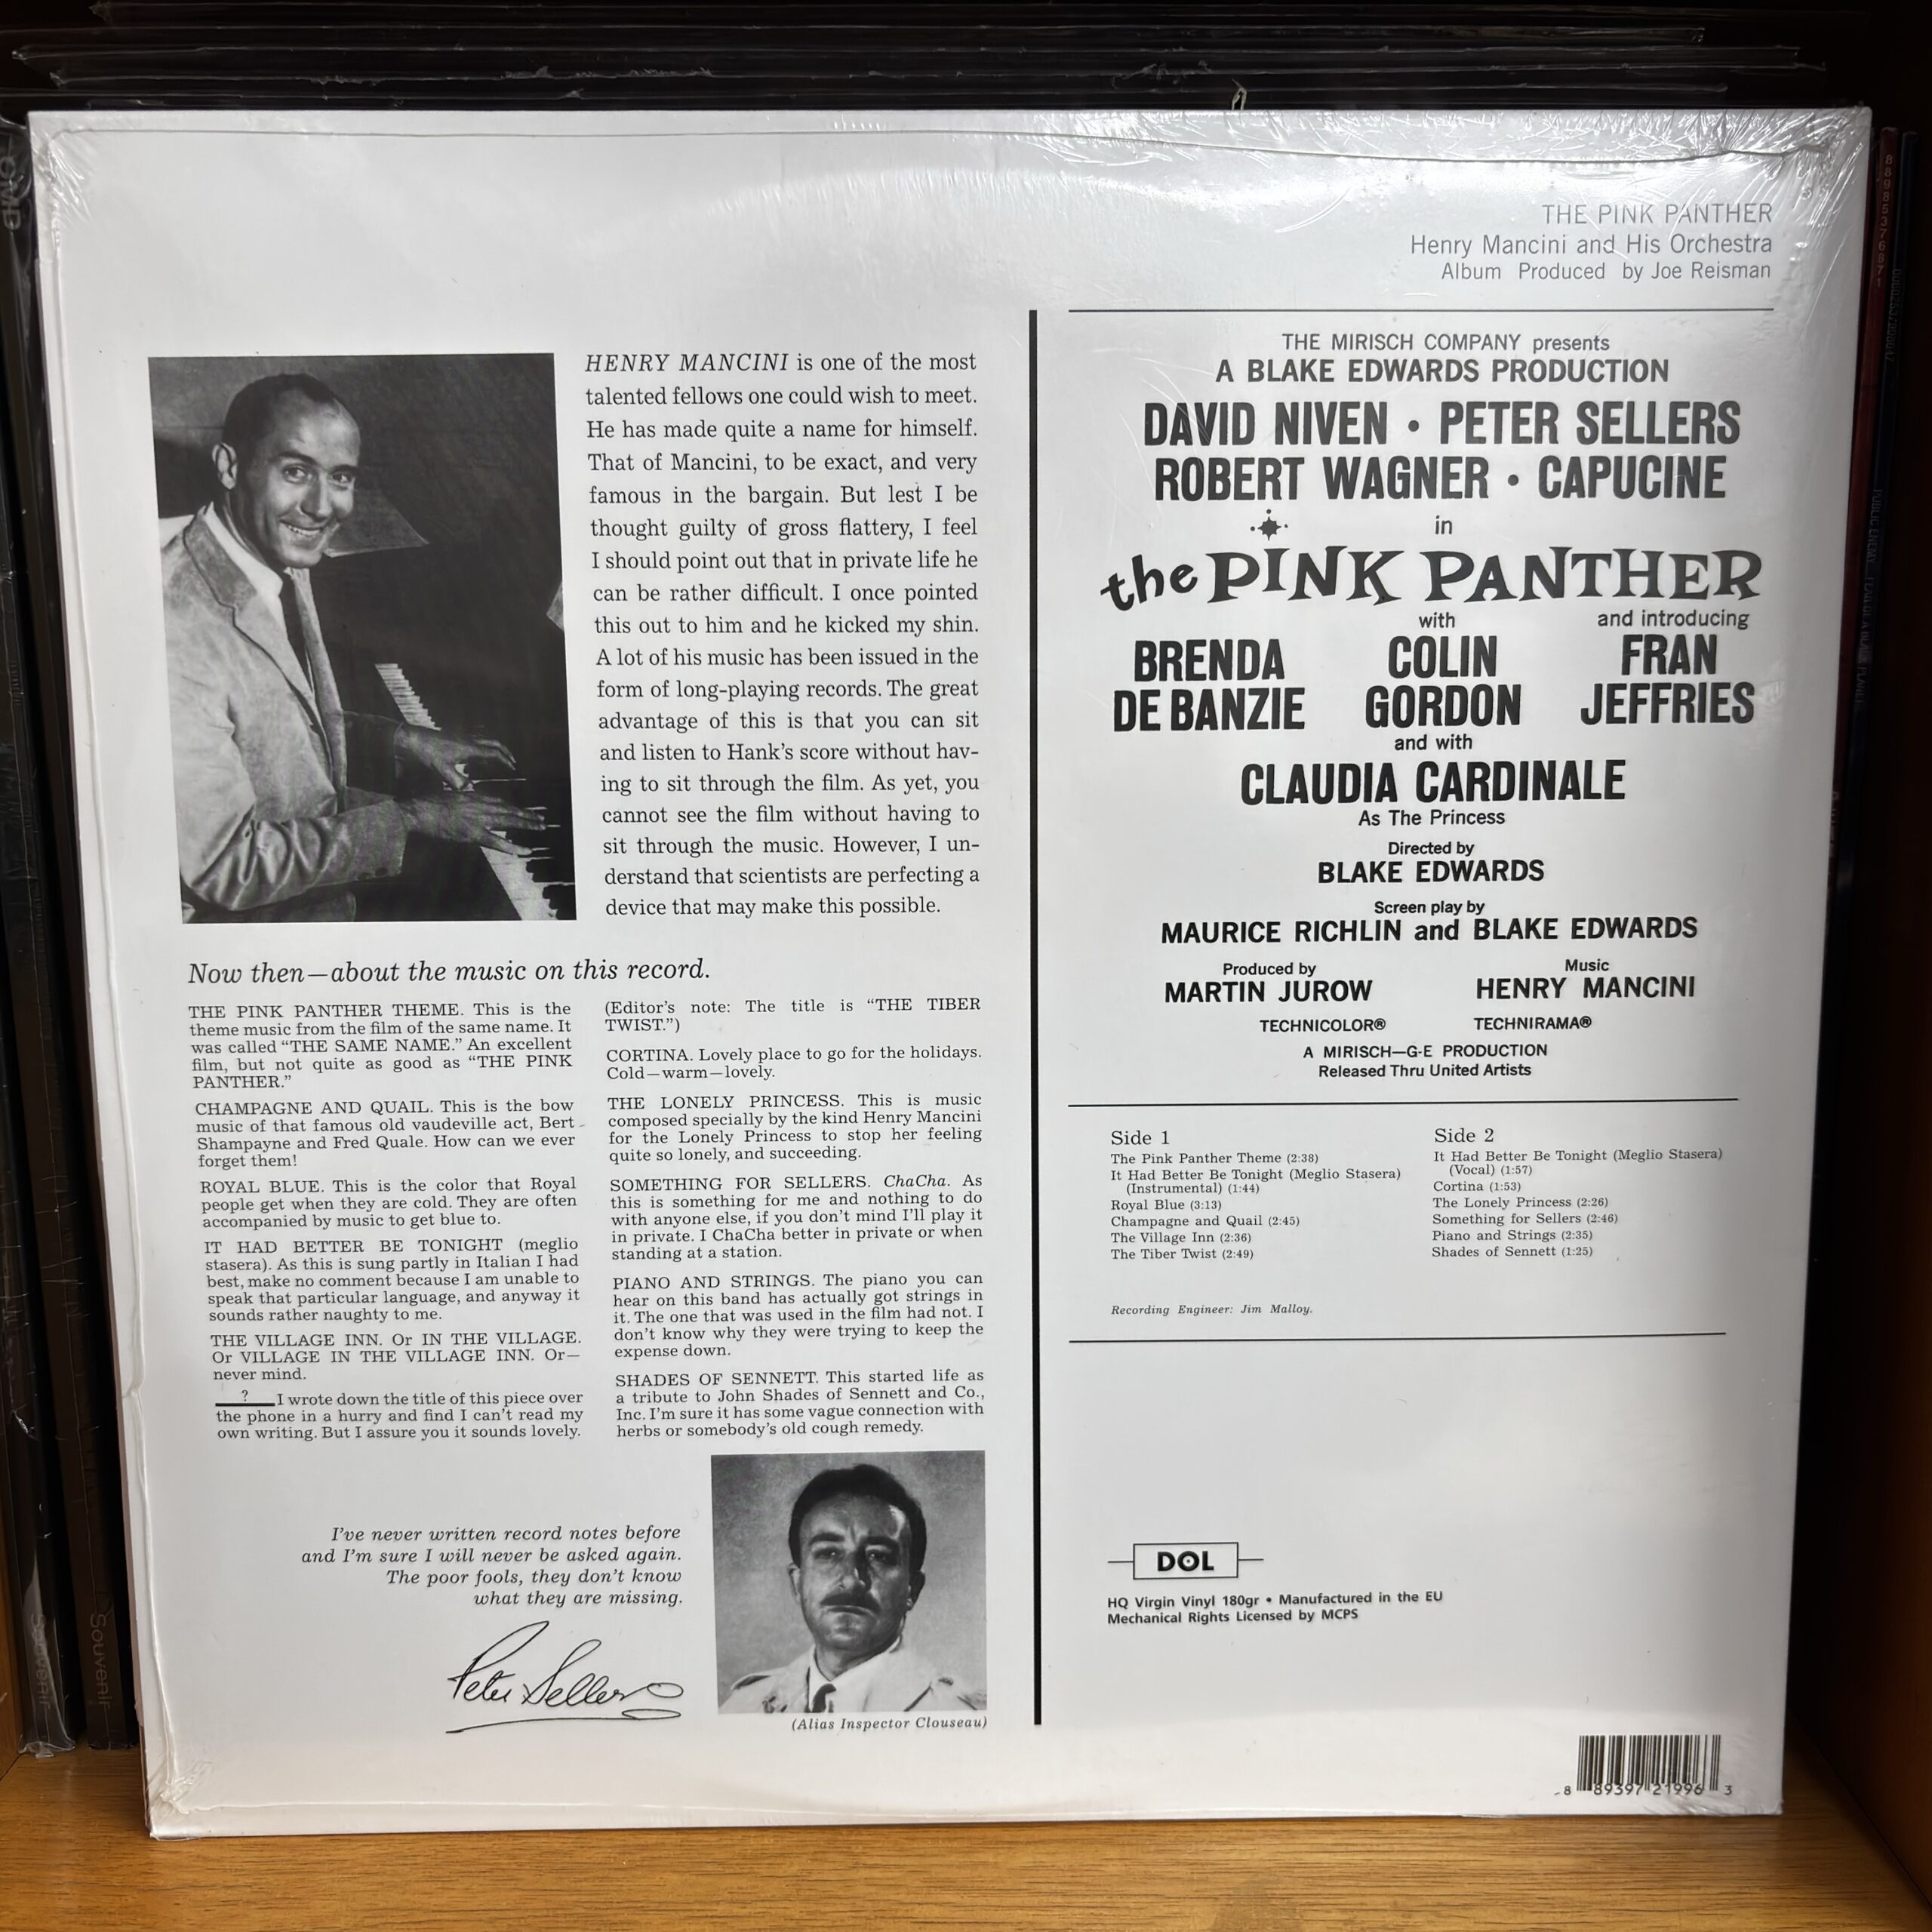 THE PINK PANTHER
Henry Mancini and His Orchestra
Album Produced by Joe Reisman
HENRY MANCINI is one of the most
talented fellows one could wish to meet.
He has made quite a name for himself.
That of Mancini, to be exact, and very
famous in the bargain. But lest I be
thought guilty of gross flattery, I feel
I should point out that in private life he
can be rather difficult. I once pointed
this out to him and he kicked my shin.
A lot of his music has been issued in the
form of long-playing records. The great
advantage of this is that you can sit
and listen to Hank's score without hav-
ing to sit through the film. As yet, you
cannot see the film without having to
sit through the music. However, I un-
derstand that scientists are perfecting a
device that may make this possible.
Now then—about the music on this record.
THE PINK PANTHER THEME. This is the
theme music from the film of the same name. It
was called “THE SAME NAME.” An excellent
film, but not quite as good as “THE PINK
PANTHER.”
CHAMPAGNE AND QUAIL. This is the bow
music of that famous old vaudeville act, Bert
Shampayne and Fred Quale. How can we ever
forget them!
ROYAL BLUE. This is the color that Royal
people get when they are cold. They are often
accompanied by music to get blue to.
IT HAD BETTER BE TONIGHT (meglio
stasera). As this is sung partly in Italian I had
best, make no comment because I am unable to
speak that particular language, and anyway it
sounds rather naughty to me.
THE VILLAGE INN. Or IN THE VILLAGE.
Or VILLAGE IN THE VILLAGE INN. Or—
never mind.
? I wrote down the title of this piece over
the phone in a hurry and find I can't read my
own writing. But I assure you it sounds lovely.
(Editor's note: The title is “THE TIBER
TWIST.”)
CORTINA. Lovely place to go for the holidays.
Cold—warm—lovely.
THE LONELY PRINCESS. This is music
composed specially by the kind Henry Mancini
for the Lonely Princess to stop her feeling
quite so lonely, and succeeding.
SOMETHING FOR SELLERS. ChaCha. As
this is something for me and nothing to do
with anyone else, if you don't mind I'll play it
in private. I ChaCha better in private or when
standing at a station.
PIANO AND STRINGS. The piano you can
hear on this band has actually got strings in
it. The one that was used in the film had not. I
don't know why they were trying to keep the
expense down.
SHADES OF SENNETT. This started life as
a tribute to John Shades of Sennett and Co.,
Inc. I'm sure it has some vague connection with
herbs or somebody's old cough remedy.
I've never written record notes before
and I'm sure I will never be asked again.
The poor fools, they don't know
what they are missing.
Peter Sellers
(Alias Inspector Clouseau)
THE MIRISCH COMPANY presents
A BLAKE EDWARDS PRODUCTION
DAVID NIVEN • PETER SELLERS
ROBERT WAGNER • CAPUCINE
in
the PINK PANTHER
with
and introducing
BRENDA
DE BANZIE
COLIN
GORDON
FRAN
JEFFRIES
and with
CLAUDIA CARDINALE
As The Princess
Directed by
BLAKE EDWARDS
Screen play by
MAURICE RICHLIN and BLAKE EDWARDS
Produced by
MARTIN JUROW
Music
HENRY MANCINI
TECHNICOLOR® TECHNIRAMA®
A MIRISCH—G-E PRODUCTION
Released Thru United Artists
Side 1
The Pink Panther Theme (2:38)
It Had Better Be Tonight (Meglio Stasera)
(Instrumental) (1:44)
Royal Blue (3:13)
Champagne and Quail (2:45)
The Village Inn (2:36)
The Tiber Twist (2:49)
Side 2
It Had Better Be Tonight (Meglio Stasera)
(Vocal) (1:57)
Cortina (1:53)
The Lonely Princess (2:26)
Something for Sellers (2:46)
Piano and Strings (2:35)
Shades of Sennett (1:25)
Recording Engineer: Jim Malloy.
DOL
HQ Virgin Vinyl 180gr • Manufactured in the EU
Mechanical Rights Licensed by MCPS
8 89397 21996 3
Souvenir
88985376871